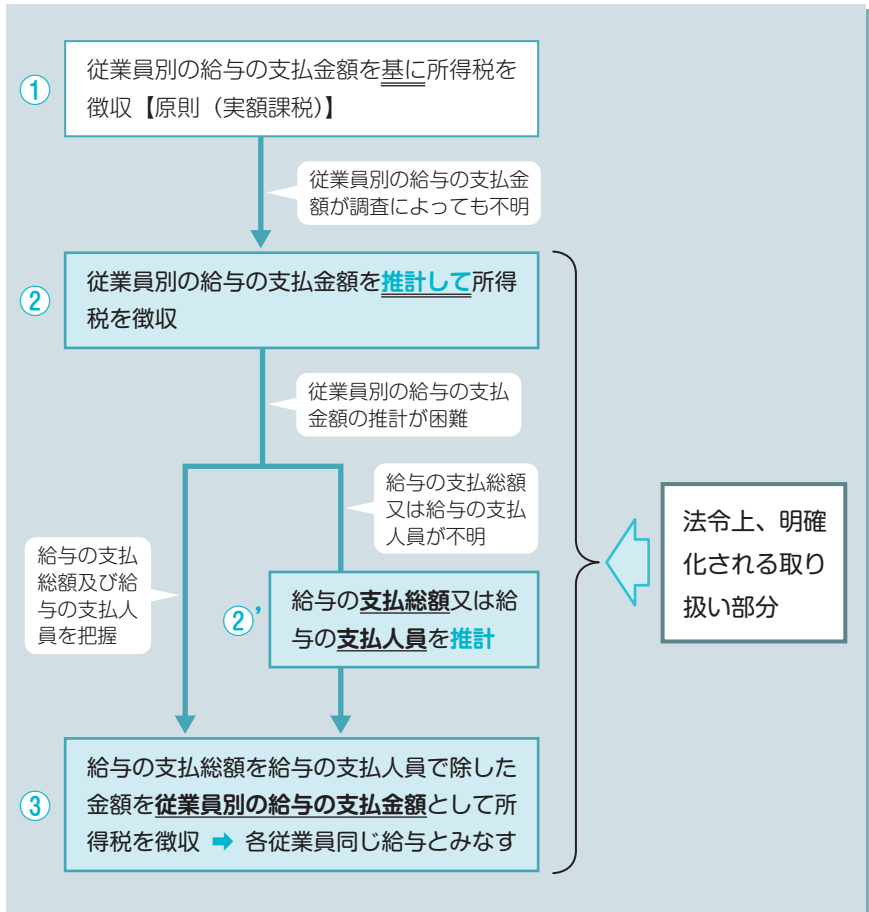 ①
従業員別の給与の支払金額を基に所得税を
徴収【原則(実額課税)】
従業員別の給与の支払金
額が調査によっても不明
②
従業員別の給与の支払金額を推計して所得
税を徴収
従業員別の給与の支払
金額の推計が困難
給与の支払総額
又は給与の支払
人員が不明
給与の支払
総額及び給
与の支払人
員を把握
②’
給与の支払総額又は給
与の支払人員を推計
法令上、明確
化される取り
扱い部分
③
給与の支払総額を給与の支払人員で除した
金額を従業員別の給与の支払金額として所
得税を徴収 ➡ 各従業員同じ給与とみなす